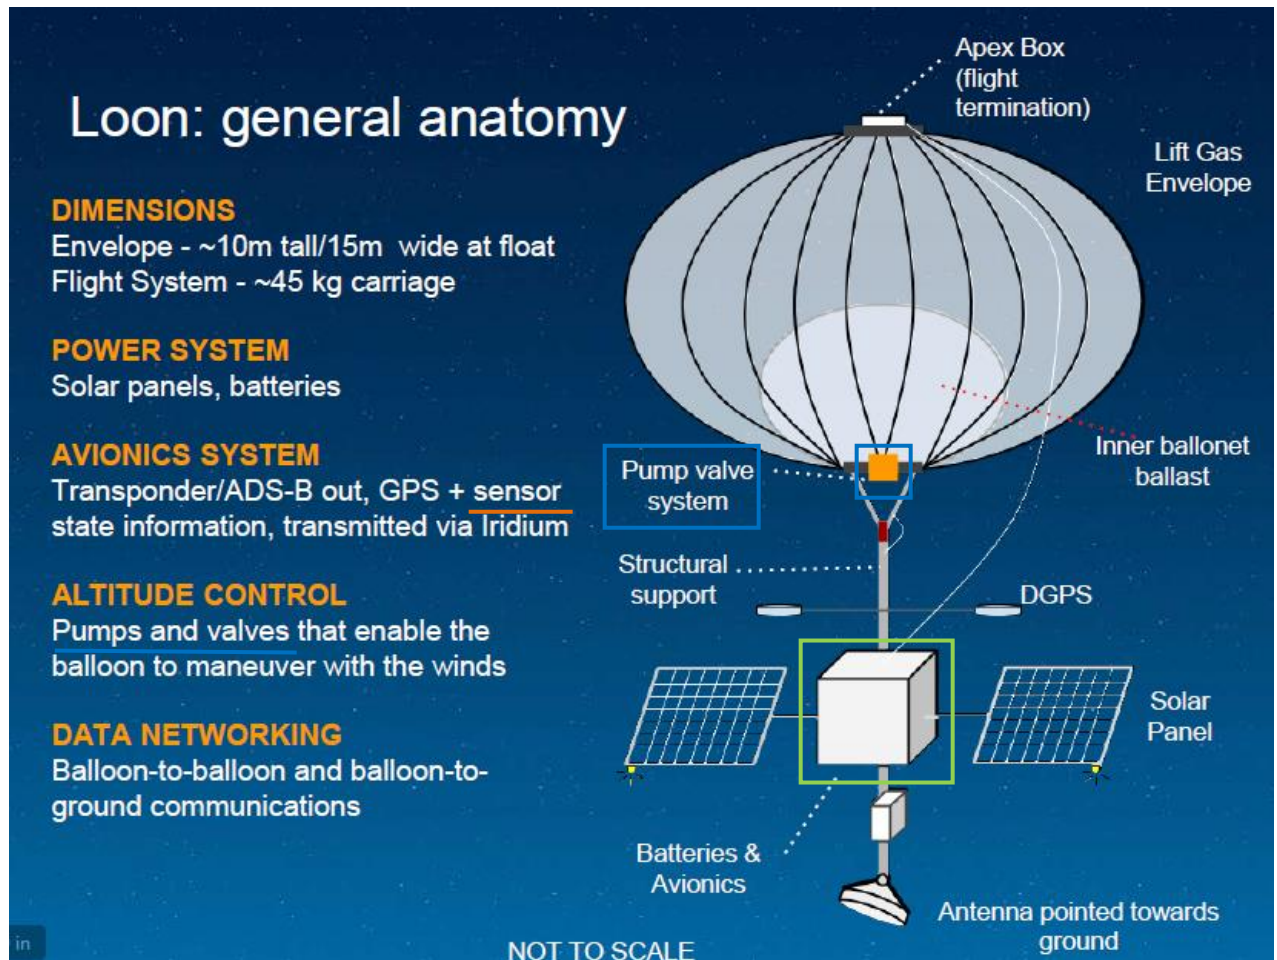 Loon: general anatomy
DIMENSIONS
Envelope - ~10m tall/15m wide at float
Flight System - ~45 kg carriage
POWER SYSTEM
Solar panels, batteries
AVIONICS SYSTEM
Transponder/ADS-B out, GPS + sensor
state information, transmitted via Iridium
ALTITUDE CONTROL
Pumps and valves that enable the
balloon to maneuver with the winds
DATA NETWORKING
Balloon-to-balloon and balloon-to-
ground communications
Apex Box
(flight
termination)
Lift Gas
Envelope
Inner ballonet
ballast
Pump valve
system
Structural
support
DGPS
Solar
Panel
Batteries &
Avionics
Antenna pointed towards
ground
NOT TO SCALE
in